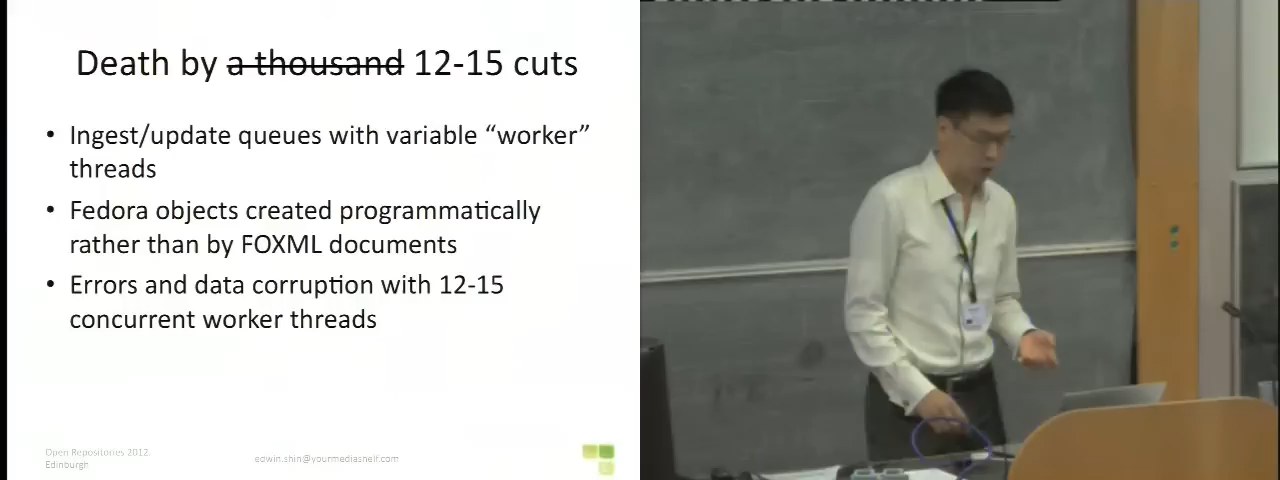 Death by a thousand 12-15 cuts
• Ingest/update queues with variable “worker”
threads
• Fedora objects created programmatically
rather than by FOXML documents
• Errors and data corruption with 12-15
concurrent worker threads
Open Repositories 2012.
Edinburgh
edwin.shin@yourmediashelf.com